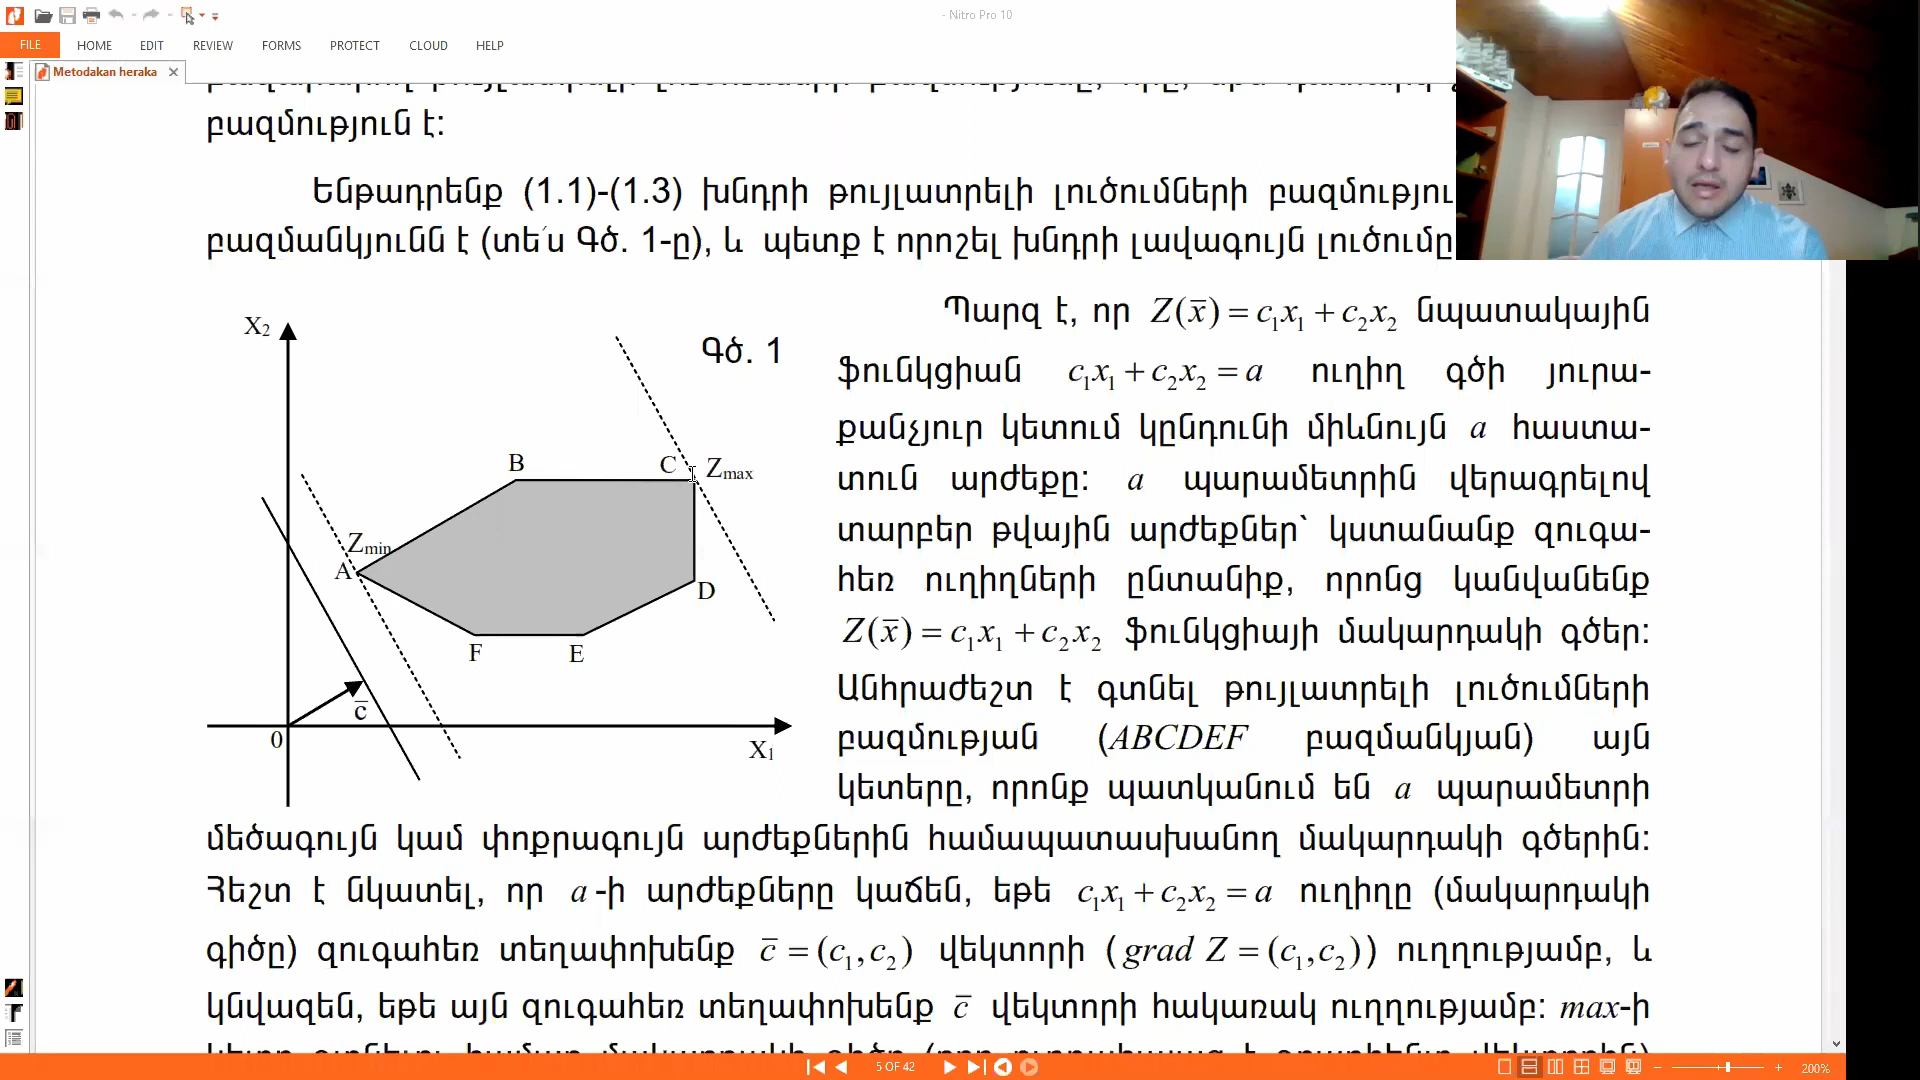 - Nitro Pro 10
FILE HOME EDIT REVIEW FORMS PROTECT CLOUD HELP
Metodakan heraka
բազմություն է:
Ենթադրենք (1.1)-(1.3) խնդրի թույլատրելի լուծումների բազմությու
բազմանկյունն է (տե՛ս Գծ. 1-ը), և պետք է որոշել խնդրի լավագույն լուծումը
X2
Գծ. 1
B
C
Zmax
Zmin
A
D
F
E
c̅
0
X1
Պարզ է, որ Z(x̅) = c₁x₁ + c₂x₂ նպատակային
ֆունկցիան c₁x₁ + c₂x₂ = a ուղիղ գծի յուրա-
քանչյուր կետում կընդունի միևնույն a հաստա-
տուն արժեքը: a պարամետրին վերագրելով
տարբեր թվային արժեքներ՝ կստանանք զուգա-
հեռ ուղիղների ընտանիք, որոնց կանվանենք
Z(x̅) = c₁x₁ + c₂x₂ ֆունկցիայի մակարդակի գծեր:
Անհրաժեշտ է գտնել թույլատրելի լուծումների
բազմության (ABCDEF բազմանկյան) այն
կետերը, որոնք պատկանում են a պարամետրի
մեծագույն կամ փոքրագույն արժեքներին համապատասխանող մակարդակի գծերին:
Հեշտ է նկատել, որ a -ի արժեքները կաճեն, եթե c₁x₁ + c₂x₂ = a ուղիղը (մակարդակի
գիծը) զուգահեռ տեղափոխենք c̅ = (c₁, c₂) վեկտորի ( grad Z = (c₁, c₂)) ուղղությամբ, և
կնվազեն, եթե այն զուգահեռ տեղափոխենք c̅ վեկտորի հակառակ ուղղությամբ: max-ի
5 OF 42
200%